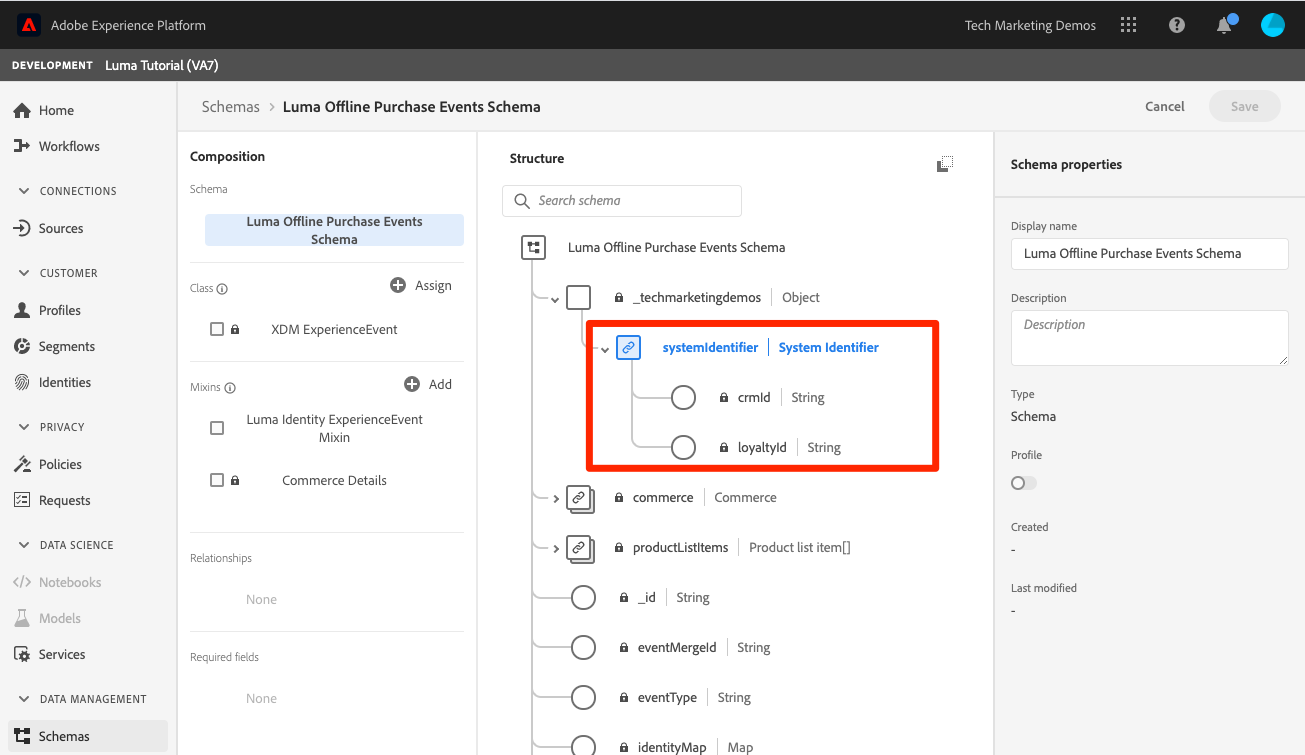 Adobe Experience Platform
Tech Marketing Demos
DEVELOPMENT Luma Tutorial (VA7)
Home
Workflows
CONNECTIONS
Sources
CUSTOMER
Profiles
Segments
Identities
PRIVACY
Policies
Requests
DATA SCIENCE
Notebooks
Models
Services
DATA MANAGEMENT
Schemas
Schemas > Luma Offline Purchase Events Schema
Cancel
Save
Composition
Schema
Luma Offline Purchase Events
Schema
Class
Assign
XDM ExperienceEvent
Mixins
Add
Luma Identity ExperienceEvent
Mixin
Commerce Details
Relationships
None
Required fields
None
Structure
Search schema
Luma Offline Purchase Events Schema
_techmarketingdemos | Object
systemIdentifier | System Identifier
crmId | String
loyaltyId | String
commerce | Commerce
productListItems | Product list item[]
_id | String
eventMergeId | String
eventType | String
identityMap | Map
Schema properties
Display name
Luma Offline Purchase Events Schema
Description
Description
Type
Schema
Profile
Created
-
Last modified
-